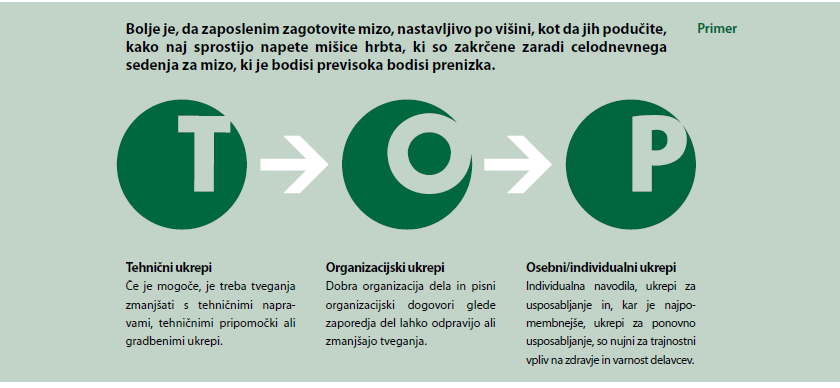 Bolje je, da zaposlenim zagotovite mizo, nastavljivo po višini, kot da jih podučite,
kako naj sprostijo napete mišice hrbta, ki so zakrčene zaradi celodnevnega
sedenja za mizo, ki je bodisi previsoka bodisi prenizka.
Primer
T
O
P
Tehnični ukrepi
Če je mogoče, je treba tveganja
zmanjšati s tehničnimi napra-
vami, tehničnimi pripomočki ali
gradbenimi ukrepi.
Organizacijski ukrepi
Dobra organizacija dela in pisni
organizacijski dogovori glede
zaporedja del lahko odpravijo ali
zmanjšajo tveganja.
Osebni/individualni ukrepi
Individualna navodila, ukrepi za
usposabljanje in, kar je najpo-
membnejše, ukrepi za ponovno
usposabljanje, so nujni za trajnostni
vpliv na zdravje in varnost delavcev.